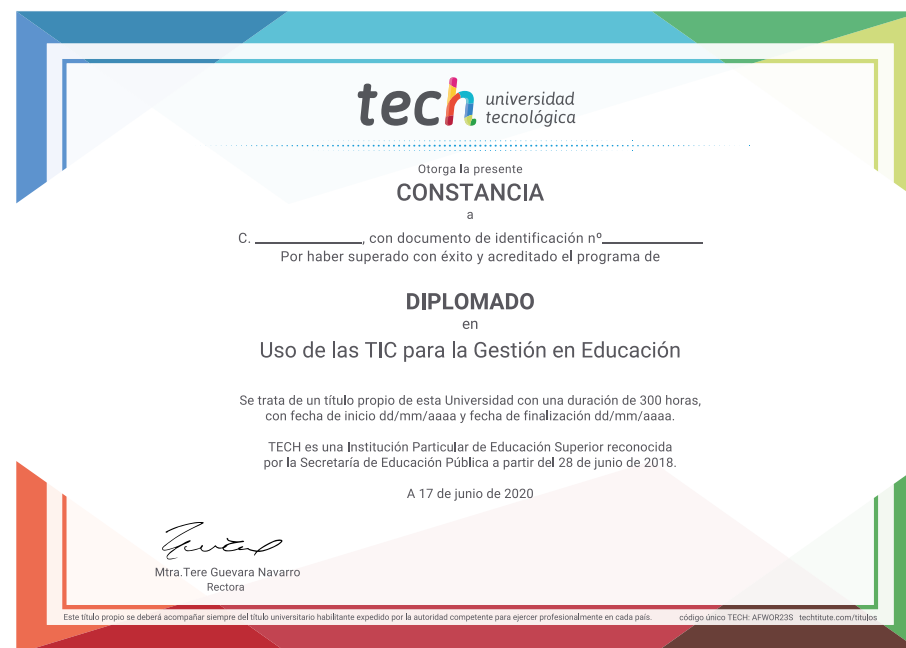 tech universidad
tecnológica
Otorga la presente
CONSTANCIA
a
C. ____________, con documento de identificación nº____________
Por haber superado con éxito y acreditado el programa de
DIPLOMADO
en
Uso de las TIC para la Gestión en Educación
Se trata de un título propio de esta Universidad con una duración de 300 horas,
con fecha de inicio dd/mm/aaaa y fecha de finalización dd/mm/aaaa.
TECH es una Institución Particular de Educación Superior reconocida
por la Secretaría de Educación Pública a partir del 28 de junio de 2018.
A 17 de junio de 2020
Mtra.Tere Guevara Navarro
Rectora
Este título propio se deberá acompañar siempre del título universitario habilitante expedido por la autoridad competente para ejercer profesionalmente en cada país. código único TECH: AFWOR23S techtitute.com/titulos